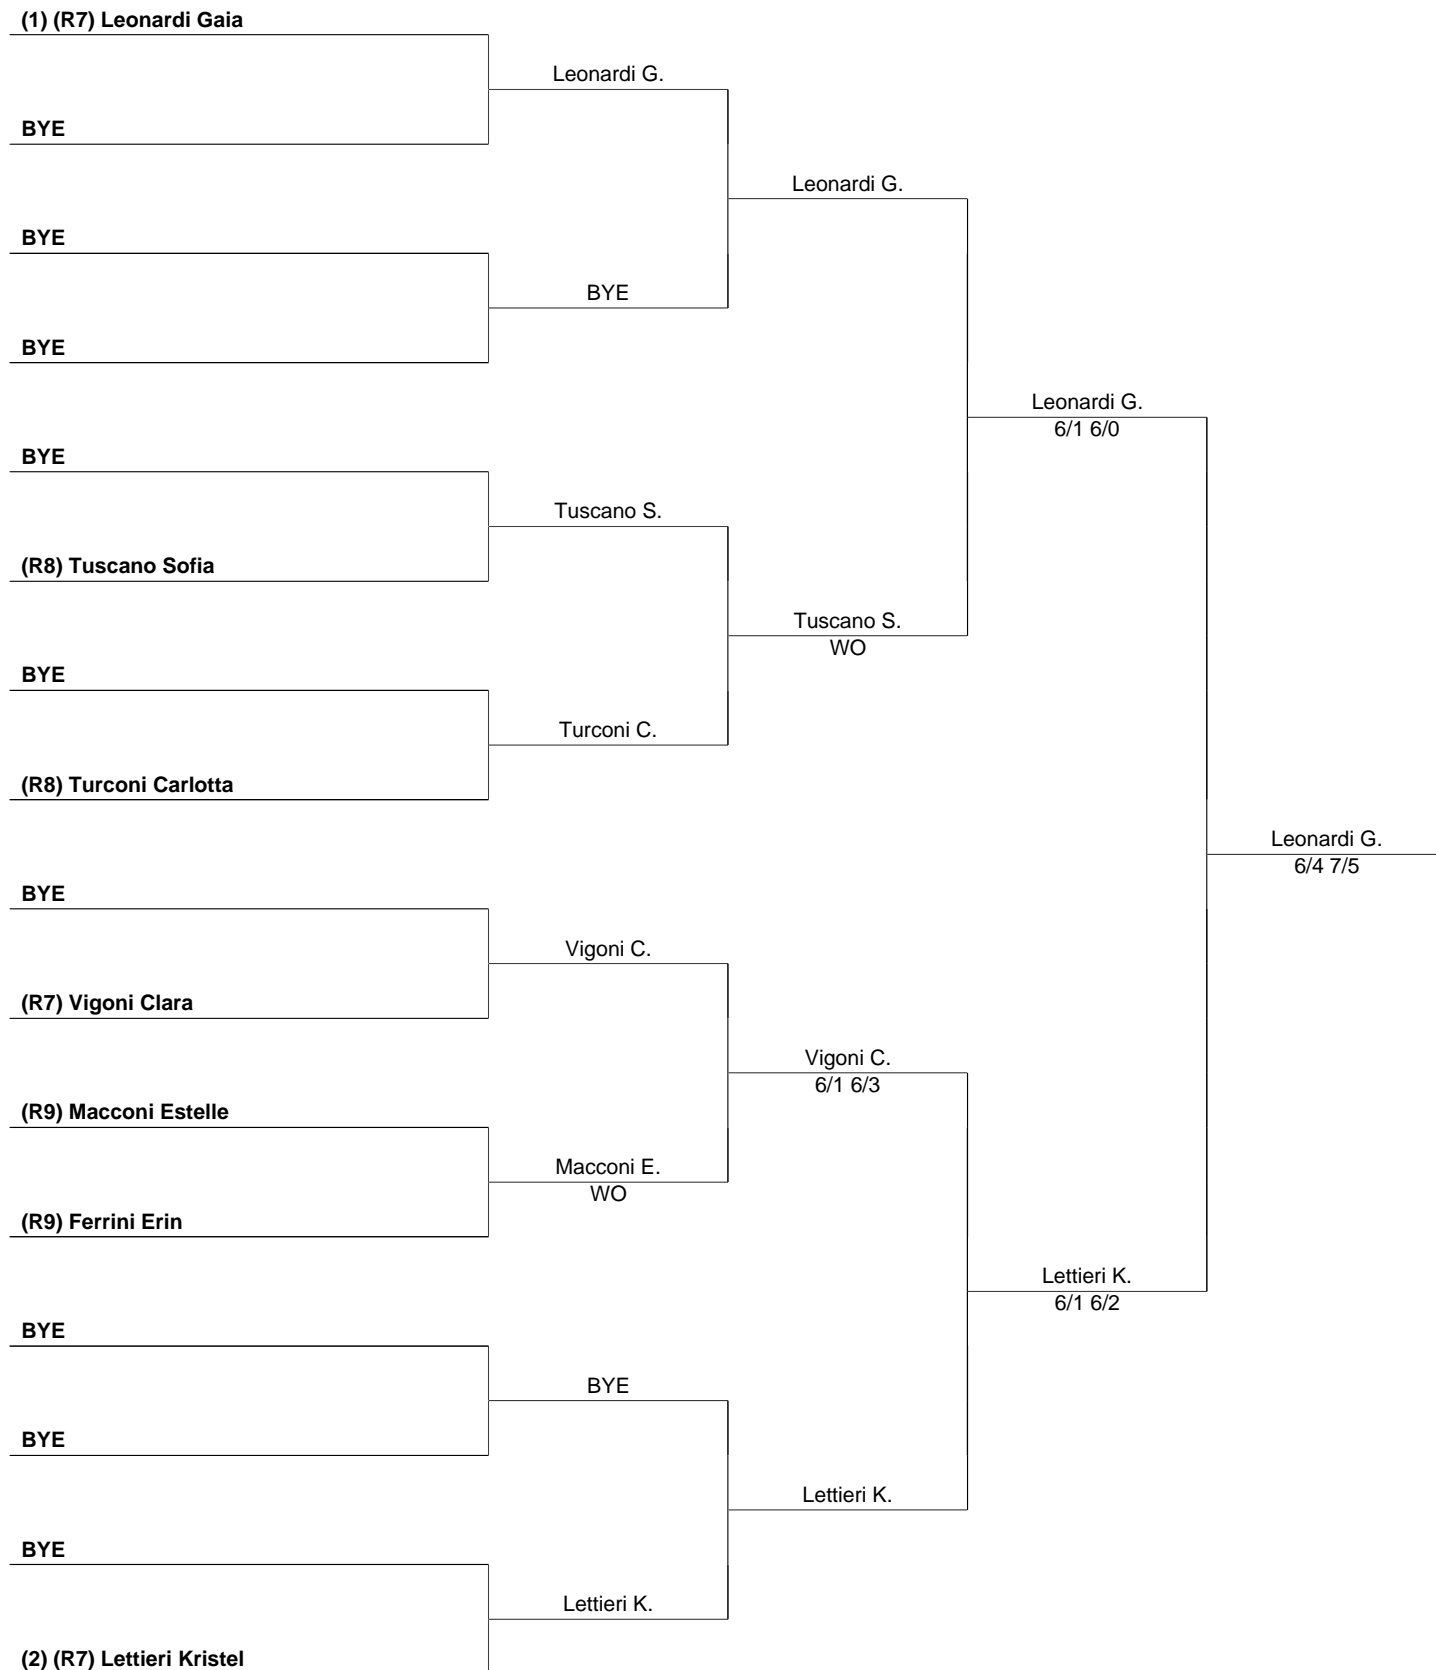 (1) (R7) Leonardi Gaia
BYE
BYE
BYE
BYE
(R8) Tuscano Sofia
BYE
(R8) Turconi Carlotta
BYE
(R7) Vigoni Clara
(R9) Macconi Estelle
(R9) Ferrini Erin
BYE
BYE
BYE
(2) (R7) Lettieri Kristel
Leonardi G.
BYE
Tuscano S.
Turconi C.
Vigoni C.
Macconi E.
WO
BYE
Lettieri K.
Leonardi G.
Tuscano S.
WO
Vigoni C.
6/1 6/3
Lettieri K.
Leonardi G.
6/1 6/0
Lettieri K.
6/1 6/2
Leonardi G.
6/4 7/5